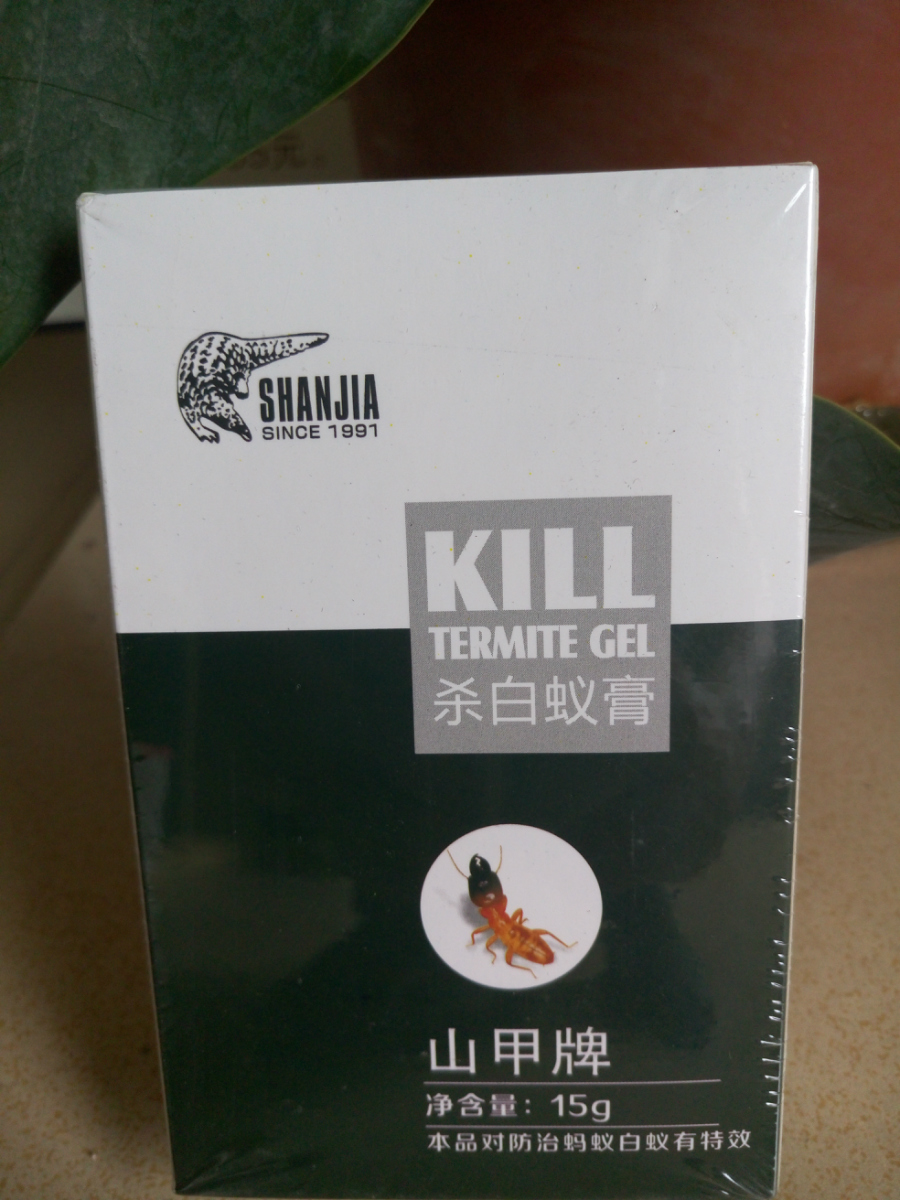 SHANJIA
SINCE 1991
KILL
TERMITE GEL
杀白蚁膏
山甲牌
净含量：15g
本品对防治蚂蚁白蚁有特效